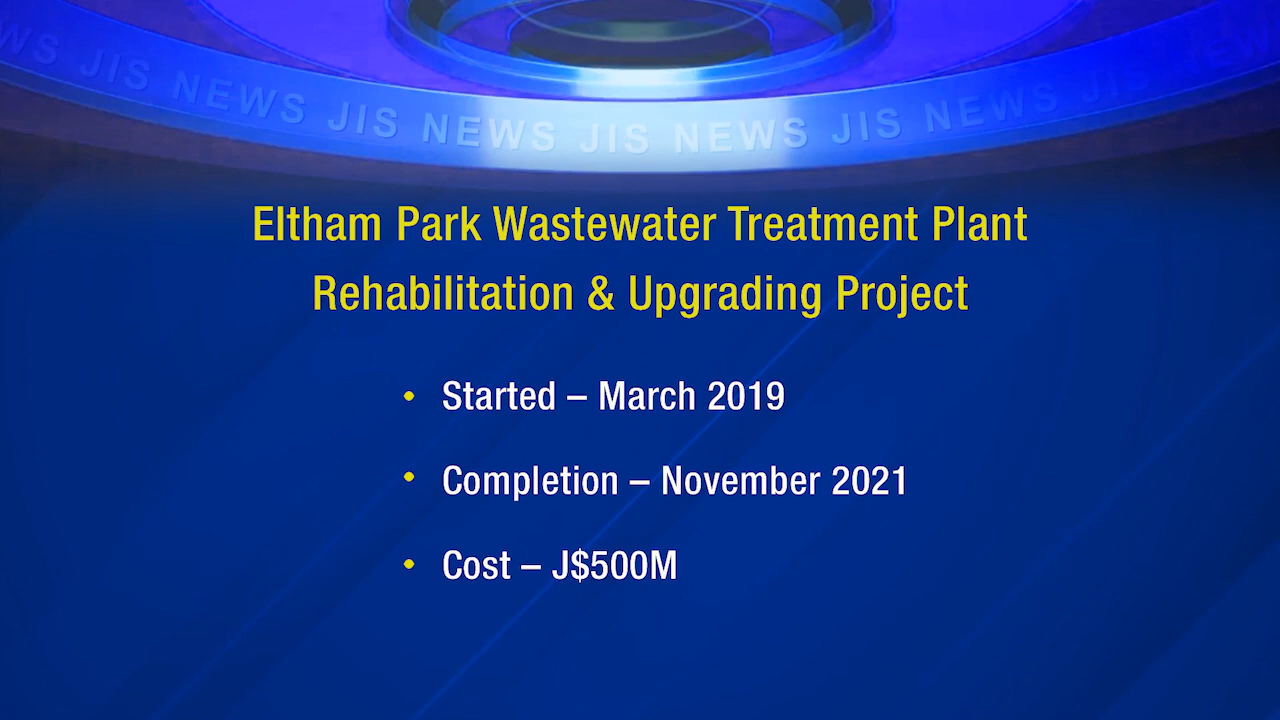 WS JIS NEWS JIS NEWS JIS NEWS JIS NEWS JIS NEWS
Eltham Park Wastewater Treatment Plant
Rehabilitation & Upgrading Project
• Started – March 2019
• Completion – November 2021
• Cost – J$500M